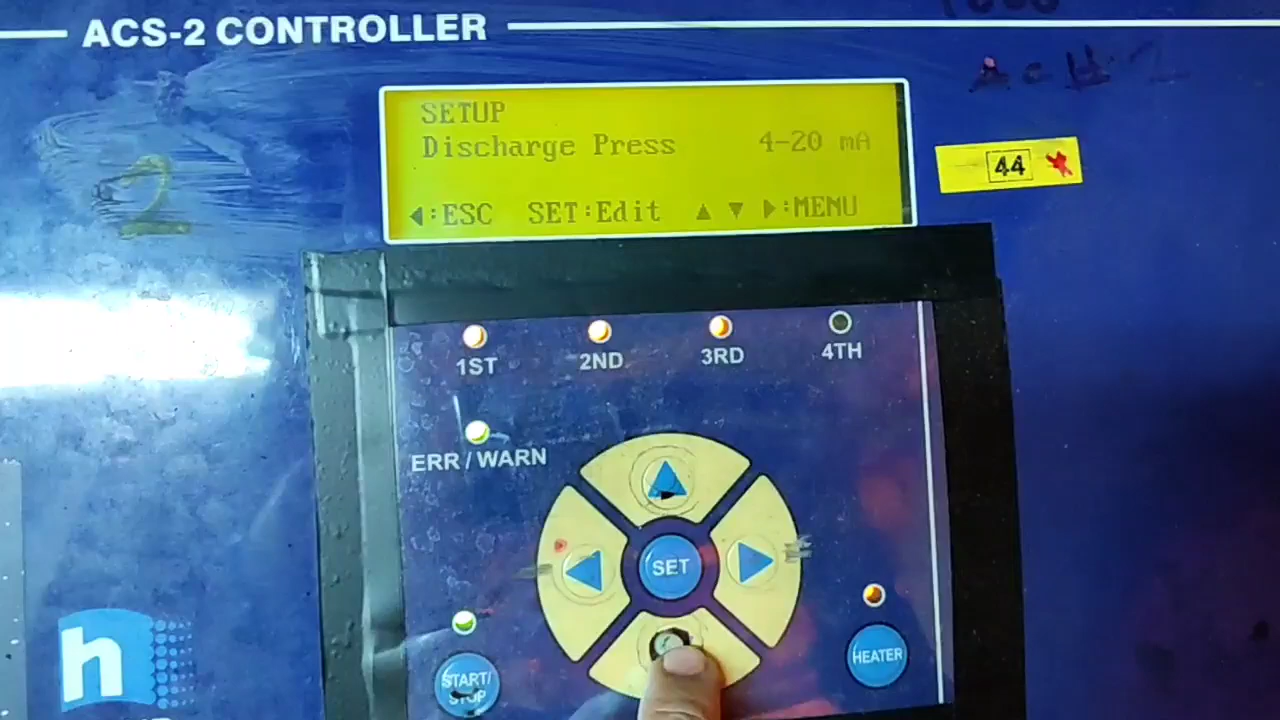 ACS-2 CONTROLLER
SETUP
Discharge Press 4-20 mA
◀:ESC SET:Edit ▲ ▼ ▶:MENU
44
2
1ST 2ND 3RD 4TH
ERR / WARN
SET
START/
STOP
HEATER
h